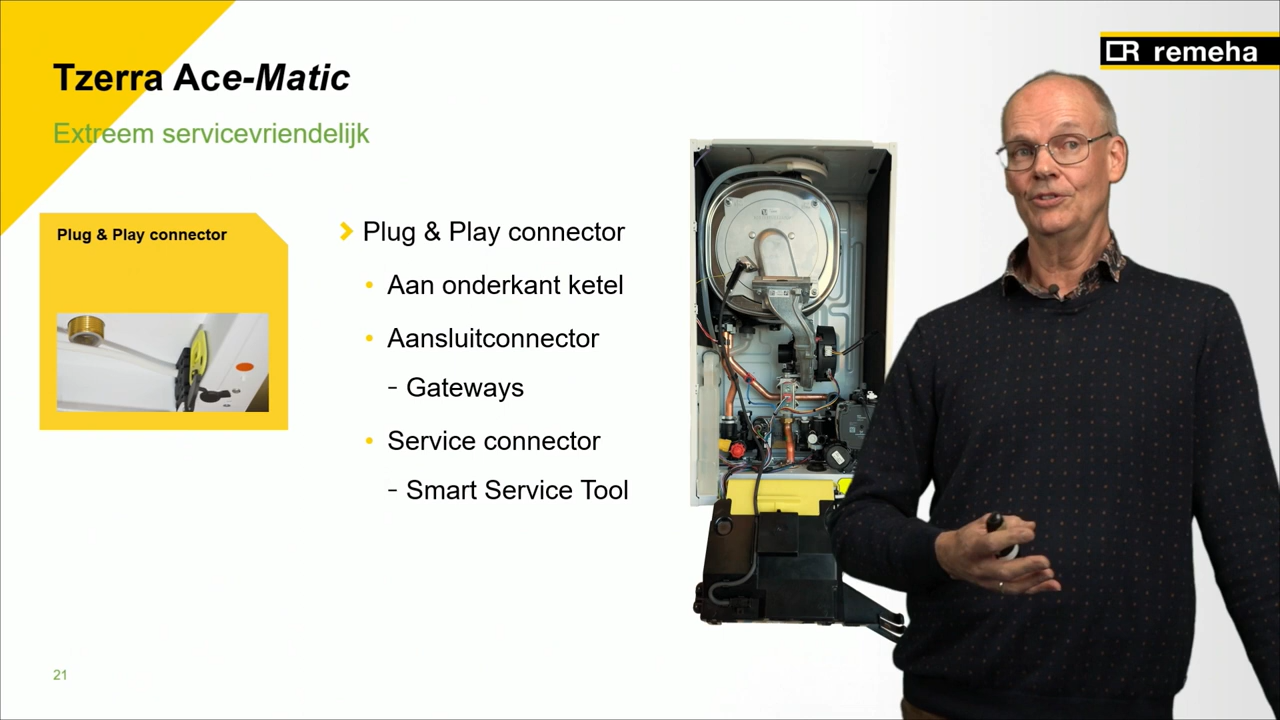 Tzerra Ace-Matic
Extreem servicevriendelijk
remeha
Plug & Play connector
Plug & Play connector
• Aan onderkant ketel
• Aansluitconnector
- Gateways
• Service connector
- Smart Service Tool
21